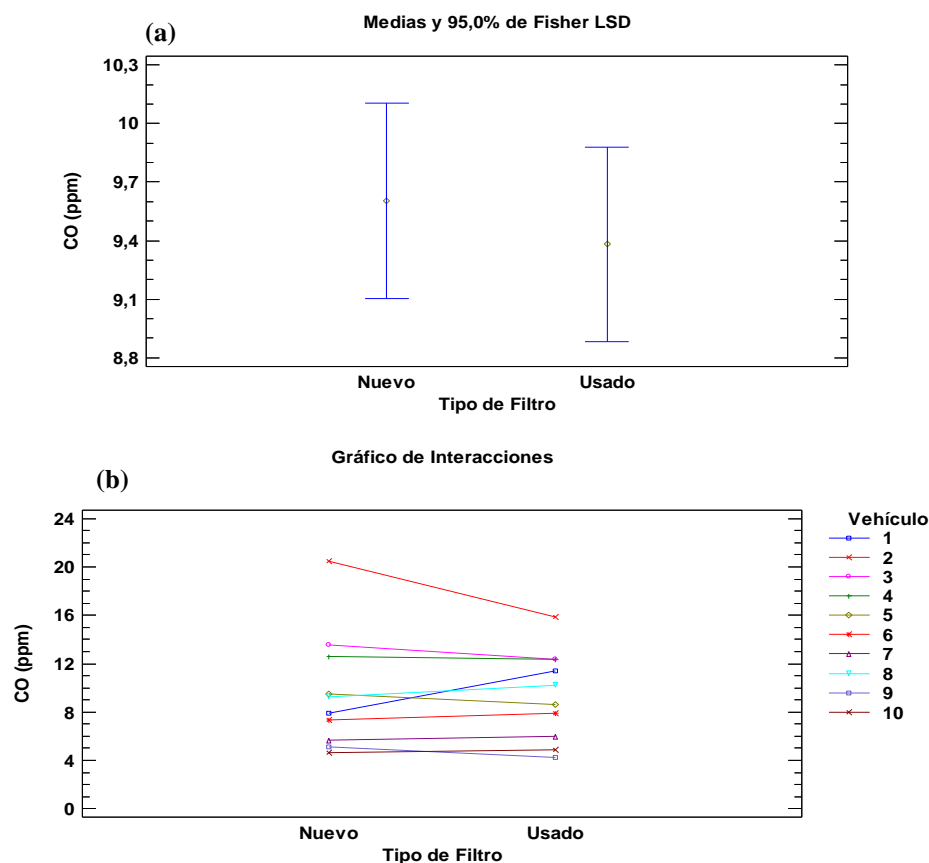 Medias y 95,0% de Fisher LSD
(a)
10,3
10
9,7
9,4
9,1
8,8
CO (ppm)
Nuevo Usado
Tipo de Filtro
Gráfico de Interacciones
(b)
24
20
16
12
8
4
0
CO (ppm)
Nuevo Usado
Tipo de Filtro
Vehículo
1
2
3
4
5
6
7
8
9
10